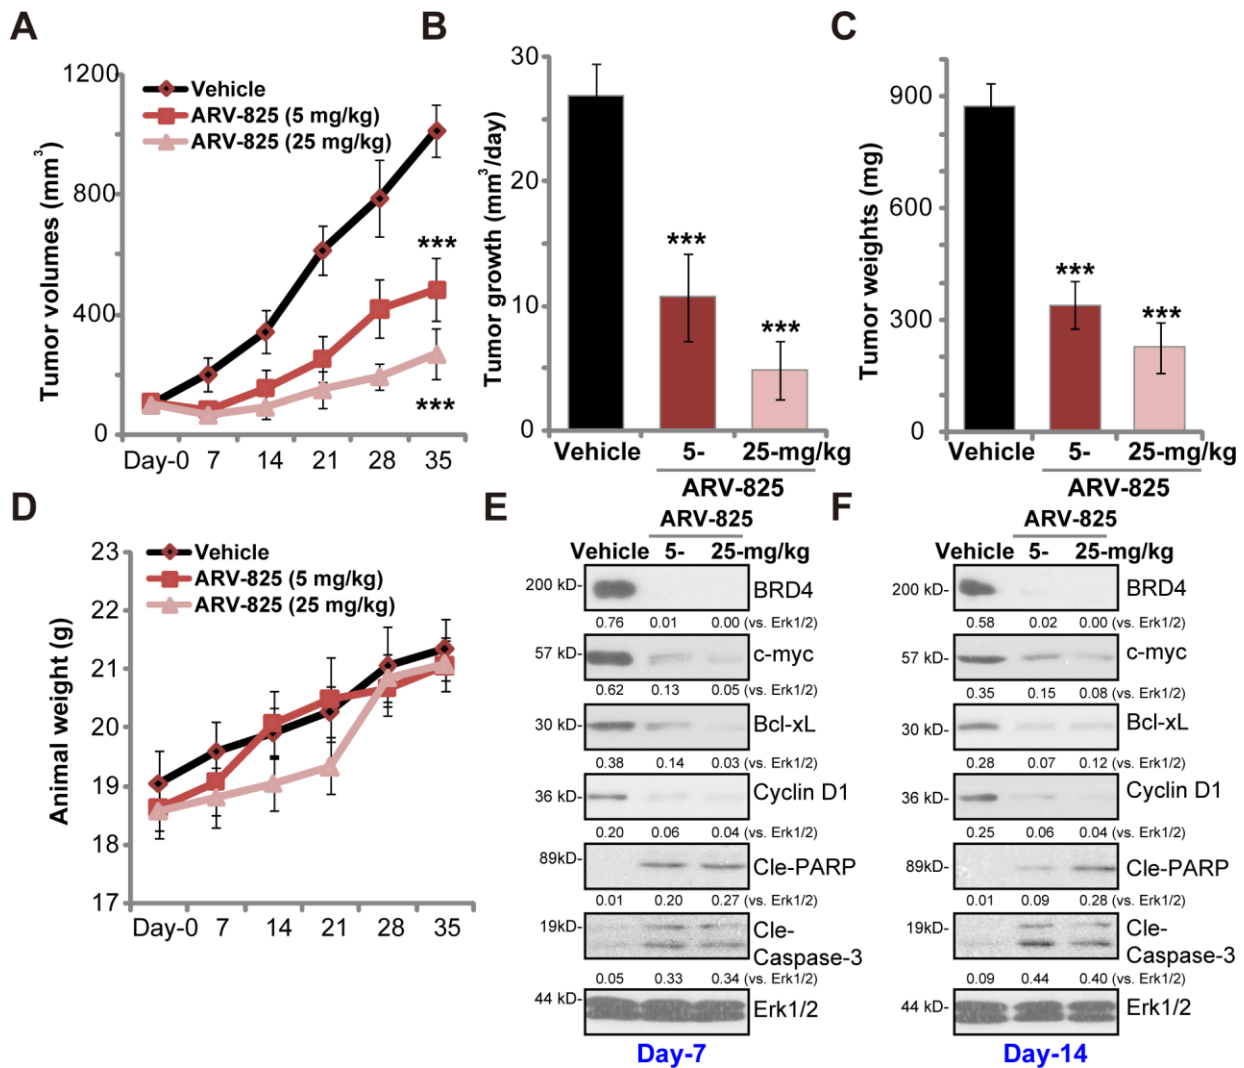 A
1200
800
400
0
Tumor volumes (mm3)
Vehicle
ARV-825 (5 mg/kg)
ARV-825 (25 mg/kg)
***
***
Day-0 7 14 21 28 35
B
30
20
10
0
Tumor growth (mm3/day)
***
***
Vehicle 5- 25-mg/kg
ARV-825
C
900
600
300
0
Tumor weights (mg)
***
***
Vehicle 5- 25-mg/kg
ARV-825
D
23
22
21
20
19
18
17
Animal weight (g)
Vehicle
ARV-825 (5 mg/kg)
ARV-825 (25 mg/kg)
Day-0 7 14 21 28 35
E
ARV-825
Vehicle 5- 25-mg/kg
200 kD- BRD4
0.76 0.01 0.00 (vs. Erk1/2)
57 kD- c-myc
0.62 0.13 0.05 (vs. Erk1/2)
30 kD- Bcl-xL
0.38 0.14 0.03 (vs. Erk1/2)
36 kD- Cyclin D1
0.20 0.06 0.04 (vs. Erk1/2)
89kD- Cle-PARP
0.01 0.20 0.27 (vs. Erk1/2)
19kD- Cle-
Caspase-3
0.05 0.33 0.34 (vs. Erk1/2)
44 kD- Erk1/2
Day-7
F
ARV-825
Vehicle 5- 25-mg/kg
200 kD- BRD4
0.58 0.02 0.00 (vs. Erk1/2)
57 kD- c-myc
0.35 0.15 0.08 (vs. Erk1/2)
30 kD- Bcl-xL
0.28 0.07 0.12 (vs. Erk1/2)
36 kD- Cyclin D1
0.25 0.06 0.04 (vs. Erk1/2)
89kD- Cle-PARP
0.01 0.09 0.28 (vs. Erk1/2)
19kD- Cle-
Caspase-3
0.09 0.44 0.40 (vs. Erk1/2)
44 kD- Erk1/2
Day-14